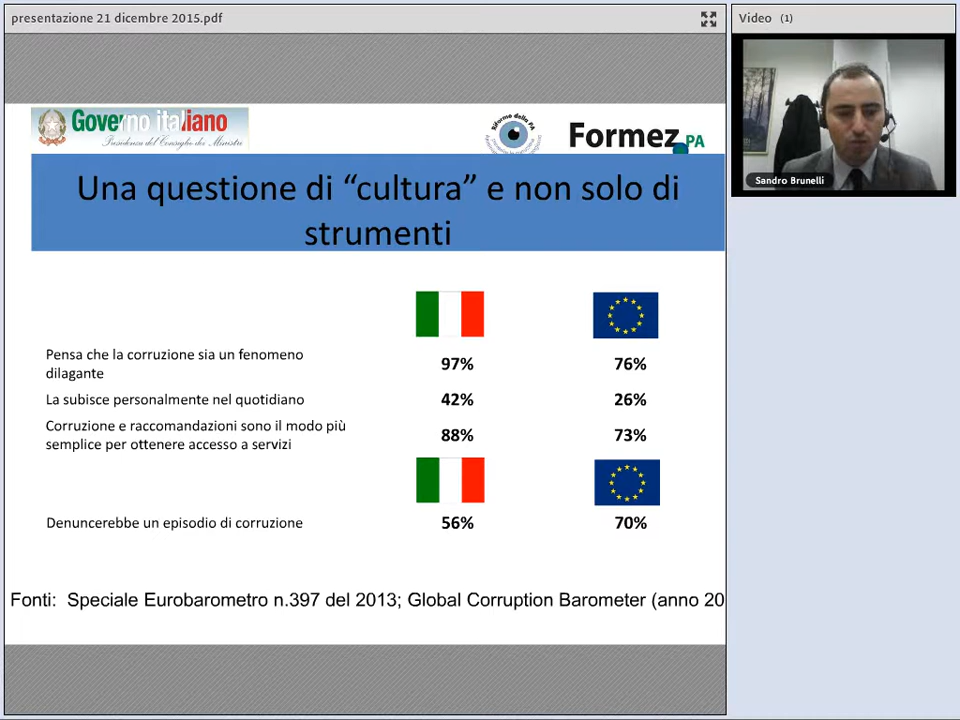 presentazione 21 dicembre 2015.pdf
Video (1)
Governo italiano
Presidenza del Consiglio dei Ministri
Riforme della PA
Formez PA
Sandro Brunelli
Una questione di “cultura” e non solo di
strumenti
Pensa che la corruzione sia un fenomeno
dilagante
97%
76%
La subisce personalmente nel quotidiano
42%
26%
Corruzione e raccomandazioni sono il modo più
semplice per ottenere accesso a servizi
88%
73%
Denuncerebbe un episodio di corruzione
56%
70%
Fonti: Speciale Eurobarometro n.397 del 2013; Global Corruption Barometer (anno 20